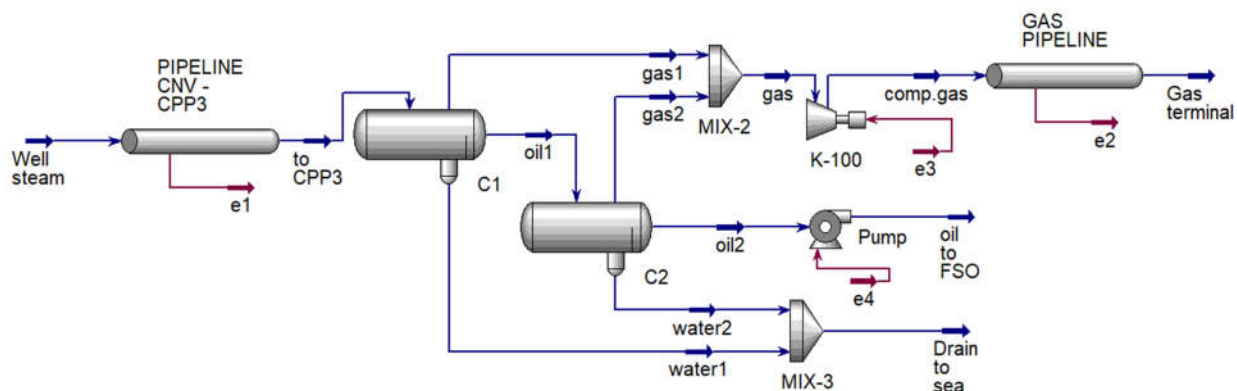 PIPELINE
CNV -
CPP3
Well
steam
e1
to
CPP3
C1
gas1
gas2
oil1
MIX-2
gas
K-100
comp.gas
e3
GAS
PIPELINE
e2
Gas
terminal
C2
oil2
Pump
e4
oil
to
FSO
water2
water1
MIX-3
Drain
to
sea